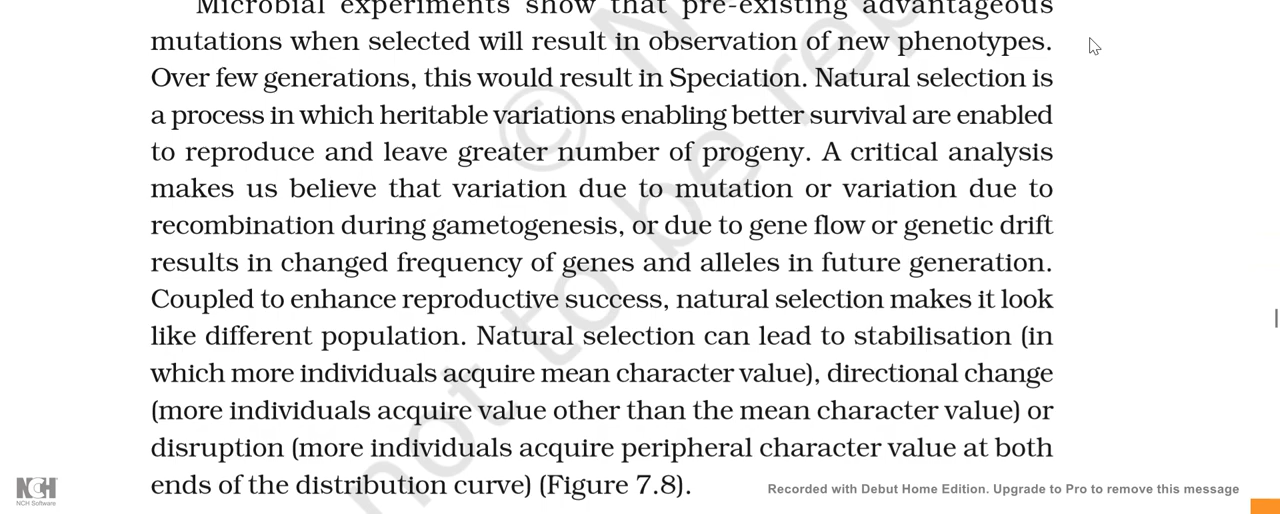 Microbial experiments show that pre-existing advantageous
mutations when selected will result in observation of new phenotypes.
Over few generations, this would result in Speciation. Natural selection is
a process in which heritable variations enabling better survival are enabled
to reproduce and leave greater number of progeny. A critical analysis
makes us believe that variation due to mutation or variation due to
recombination during gametogenesis, or due to gene flow or genetic drift
results in changed frequency of genes and alleles in future generation.
Coupled to enhance reproductive success, natural selection makes it look
like different population. Natural selection can lead to stabilisation (in
which more individuals acquire mean character value), directional change
(more individuals acquire value other than the mean character value) or
disruption (more individuals acquire peripheral character value at both
ends of the distribution curve) (Figure 7.8).
© N
not to be rep
NCH
NCH Software
Recorded with Debut Home Edition. Upgrade to Pro to remove this message